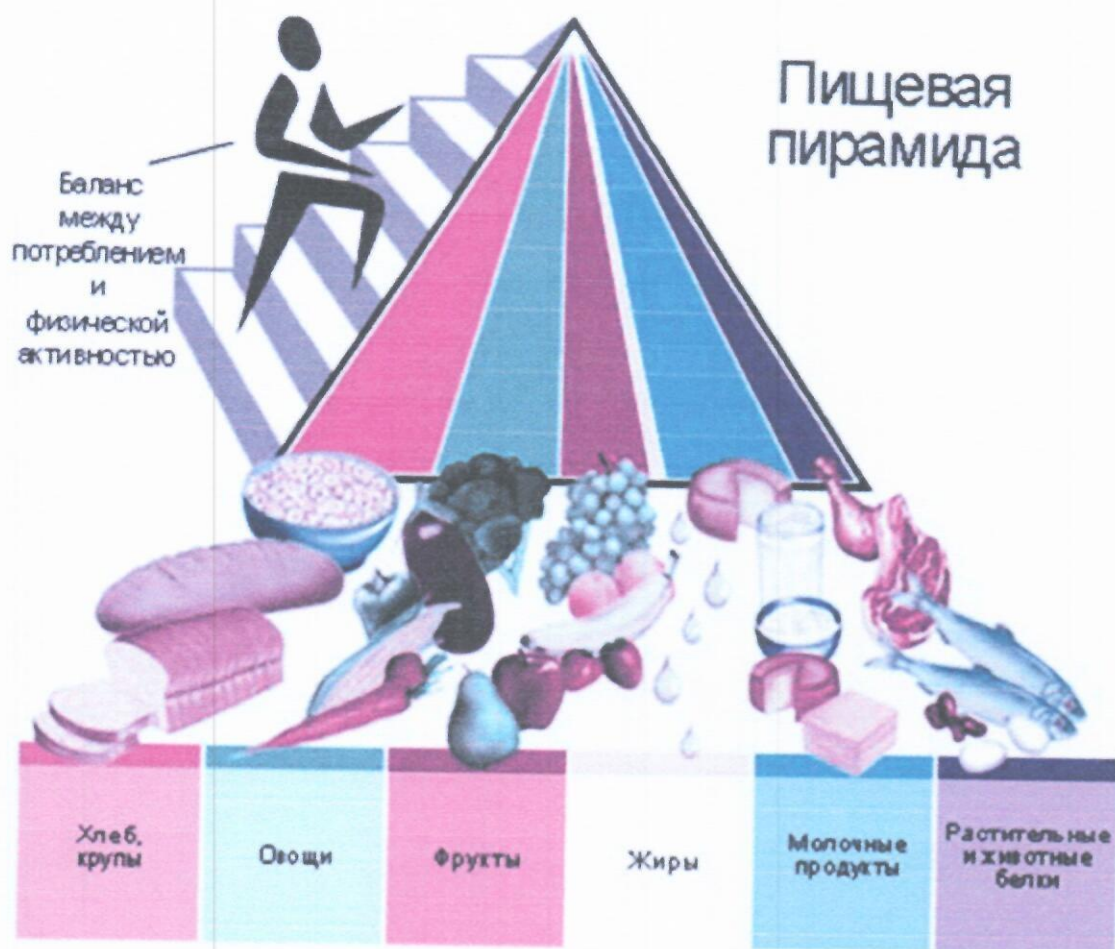 Пищевая
пирамида
Баланс
между
потреблением
и
физической
активностью
Хлеб,
крупы
Овощи
Фрукты
Жиры
Молочные
продукты
Растительные
и животные
белки